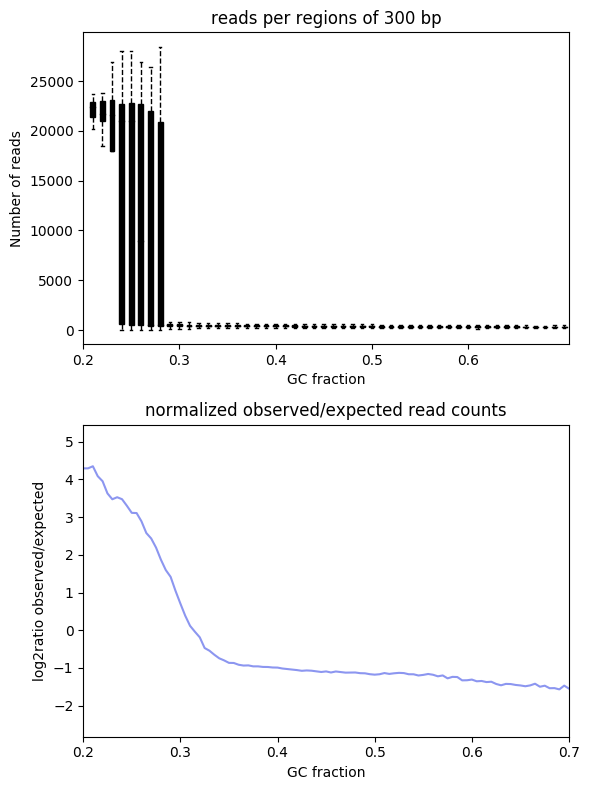 reads per regions of 300 bp
Number of reads
25000
20000
15000
10000
5000
0
0.2 0.3 0.4 0.5 0.6
GC fraction
normalized observed/expected read counts
log2ratio observed/expected
5
4
3
2
1
0
−1
−2
0.2 0.3 0.4 0.5 0.6 0.7
GC fraction